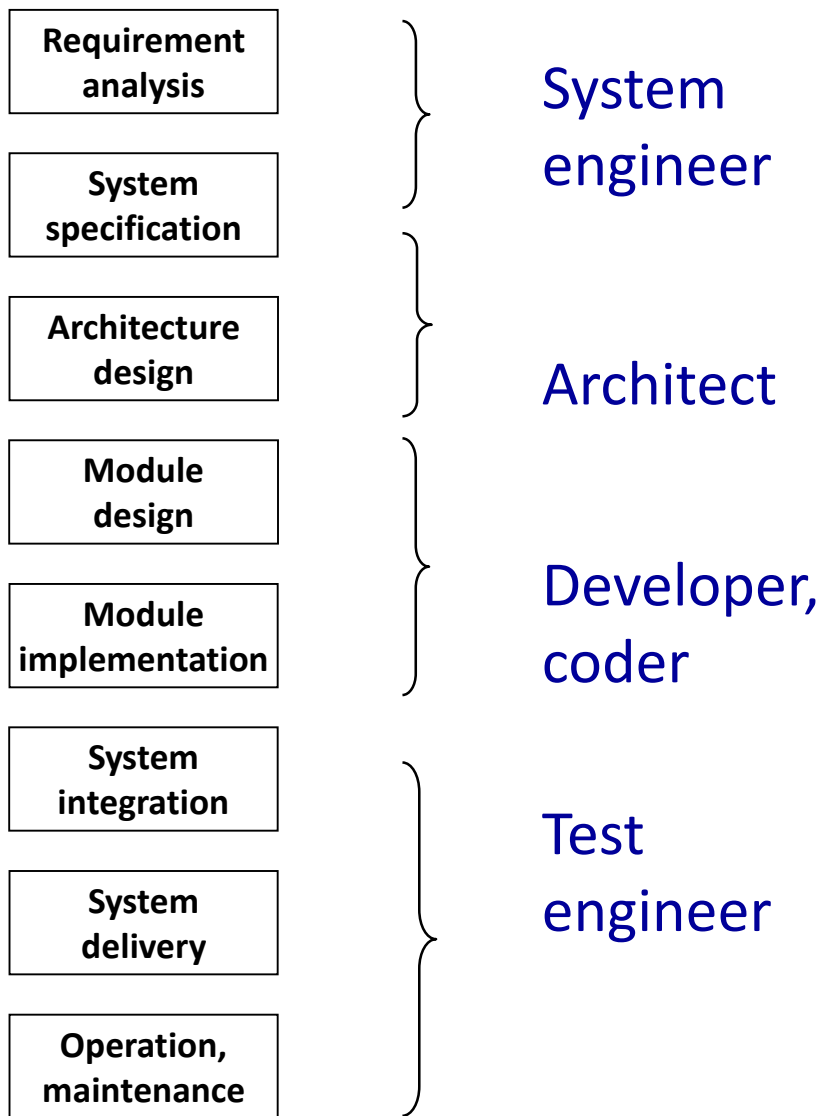 Requirement
analysis
System
engineer
System
specification
Architecture
design
Architect
Module
design
Developer,
coder
Module
implementation
System
integration
Test
engineer
System
delivery
Operation,
maintenance